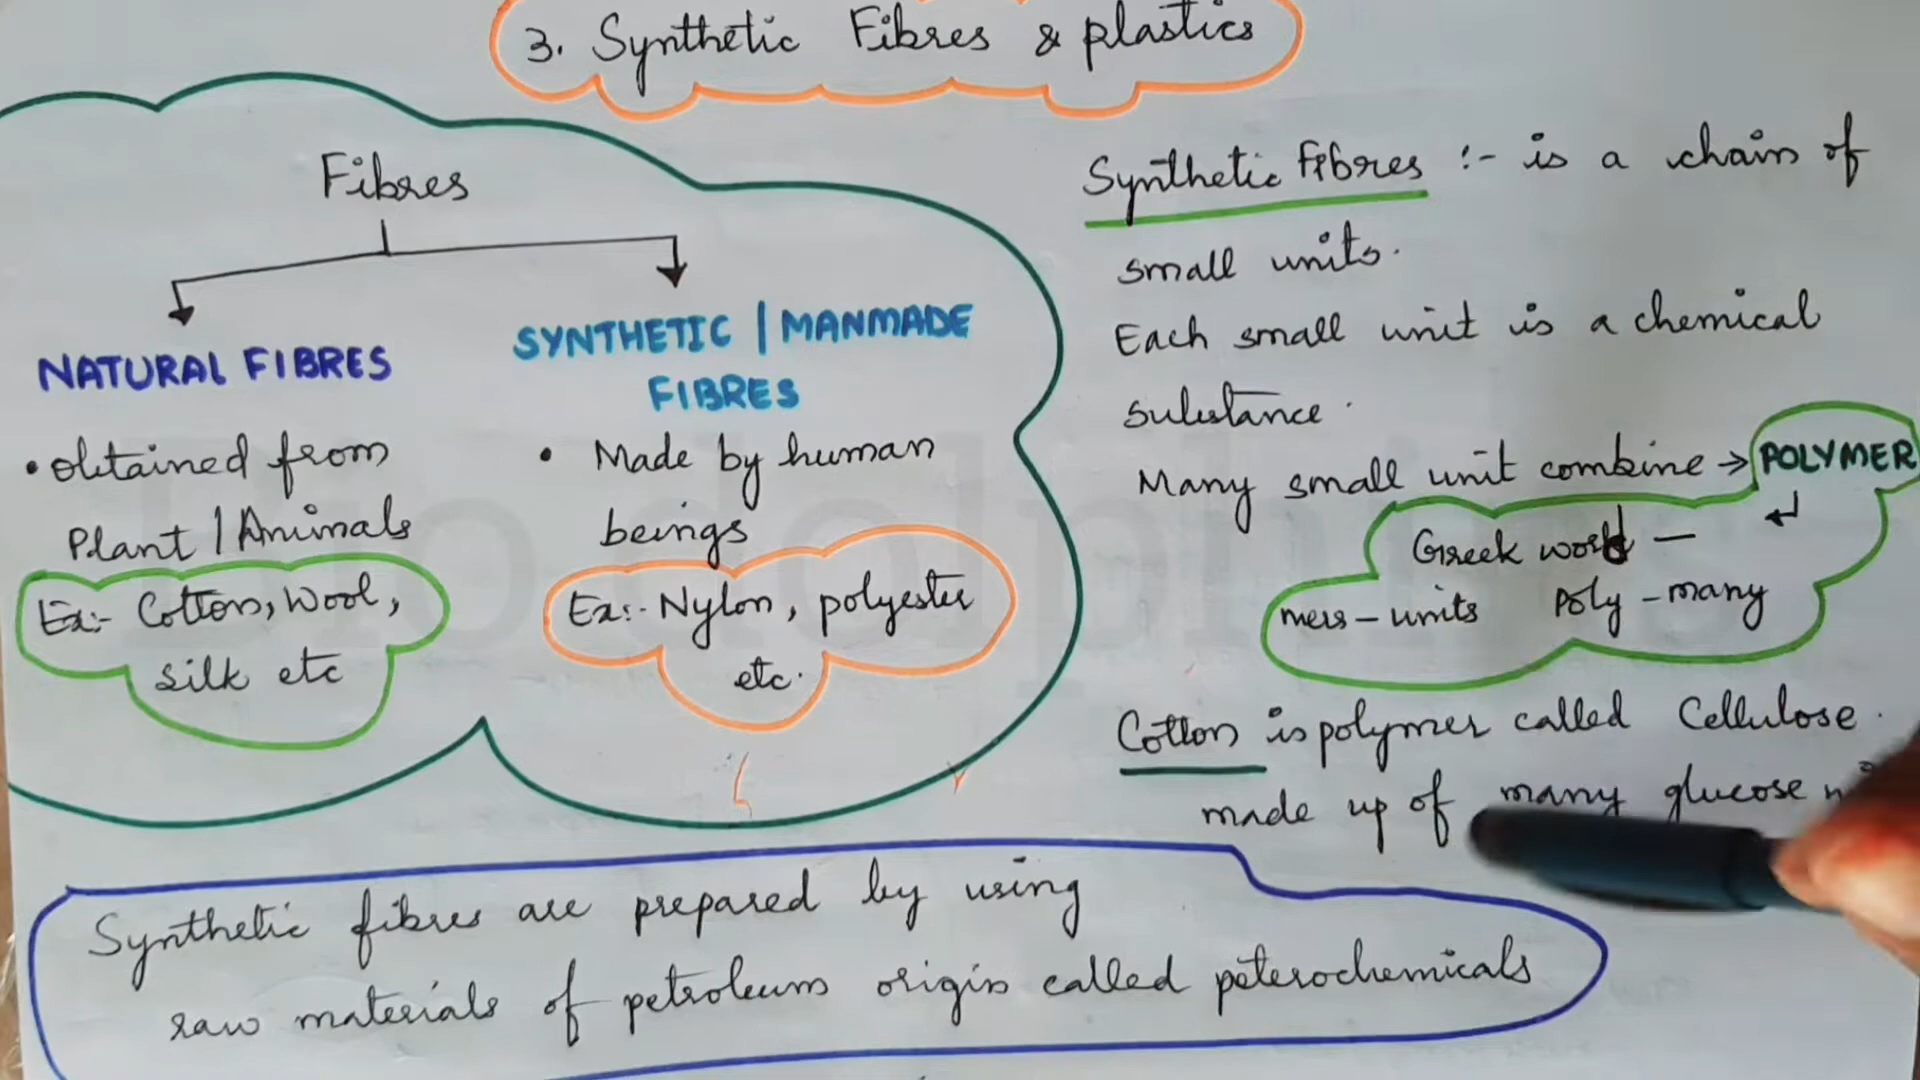 3. Synthetic Fibres & plastics
Fibres
NATURAL FIBRES
• obtained from
Plant / Animals
Ex:- Cotton, Wool,
silk etc
SYNTHETIC / MANMADE
FIBRES
• Made by human
beings
Ex:- Nylon, polyester
etc.
Synthetic Fibres :- is a chain of
small units.
Each small unit is a chemical
substance.
Many small unit combine → POLYMER
Greek word —
mers - units Poly - many
Cotton is polymer called Cellulose.
made up of many glucose
Synthetic fibres are prepared by using
raw materials of petroleum origin called peterochemicals